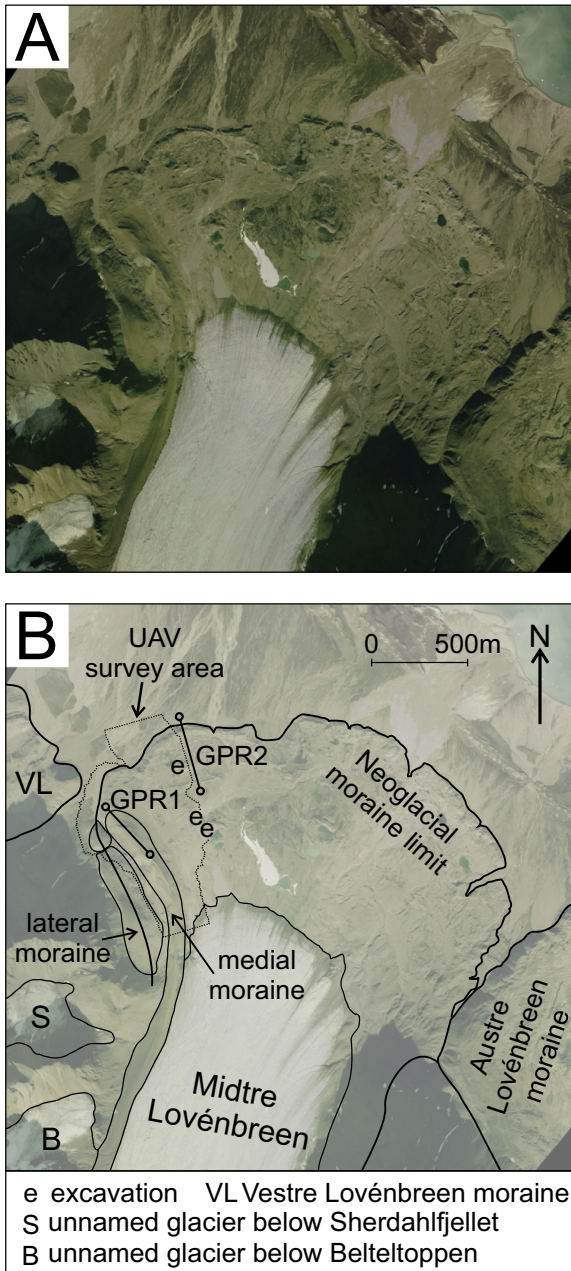 A
B
UAV
survey area
0 500m
N
VL
GPR2
e
GPR1
e
e
Neoglacial
moraine limit
lateral
moraine
medial
moraine
S
Austre
Lovénbreen
moraine
Midtre
Lovénbreen
B
e excavation VL Vestre Lovénbreen moraine
S unnamed glacier below Sherdahlfjellet
B unnamed glacier below Belteltoppen